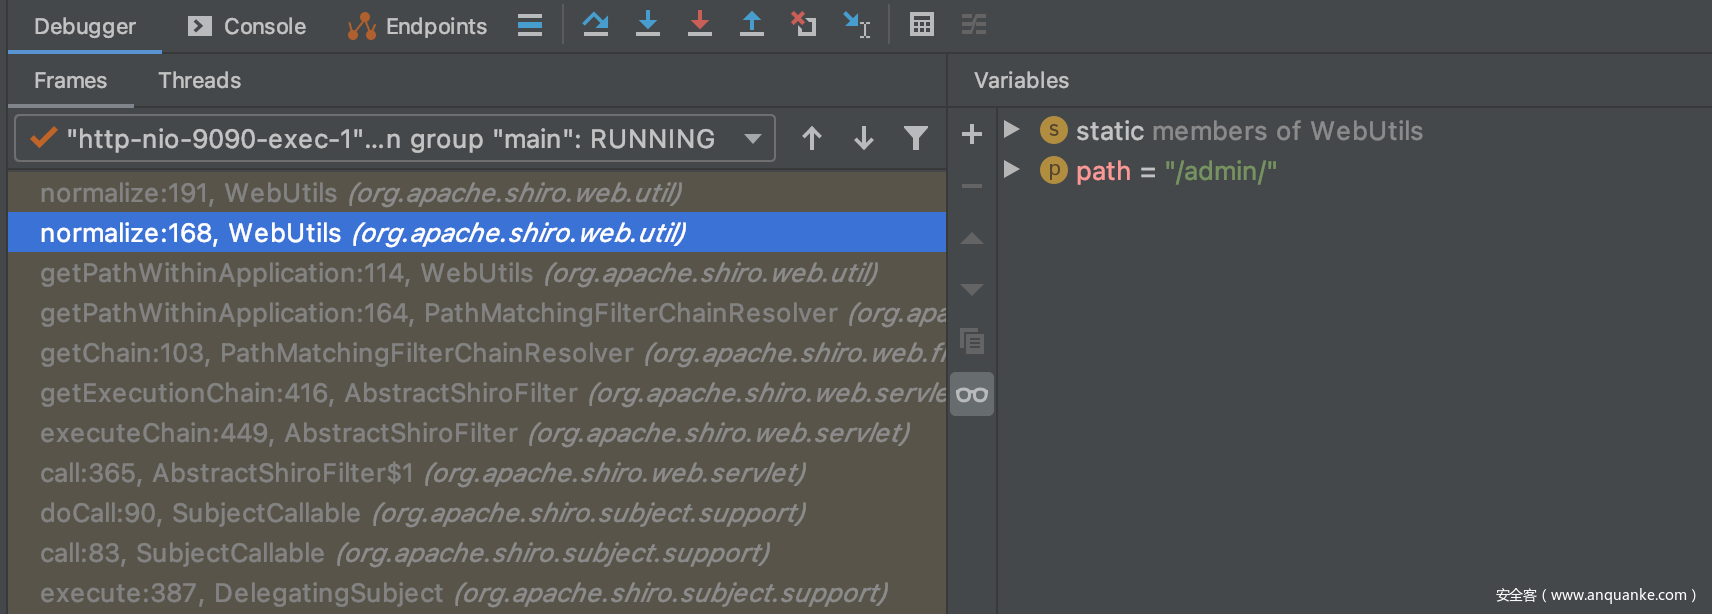 Debugger Console Endpoints
Frames Threads
Variables
"http-nio-9090-exec-1"...n group "main": RUNNING
normalize:191, WebUtils (org.apache.shiro.web.util)
normalize:168, WebUtils (org.apache.shiro.web.util)
getPathWithinApplication:114, WebUtils (org.apache.shiro.web.util)
getPathWithinApplication:164, PathMatchingFilterChainResolver (org.apa
getChain:103, PathMatchingFilterChainResolver (org.apache.shiro.web.fi
getExecutionChain:416, AbstractShiroFilter (org.apache.shiro.web.servle
executeChain:449, AbstractShiroFilter (org.apache.shiro.web.servlet)
call:365, AbstractShiroFilter$1 (org.apache.shiro.web.servlet)
doCall:90, SubjectCallable (org.apache.shiro.subject.support)
call:83, SubjectCallable (org.apache.shiro.subject.support)
execute:387, DelegatingSubject (org.apache.shiro.subject.support)
s static members of WebUtils
p path = "/admin/"
安全客（www.anquanke.com）